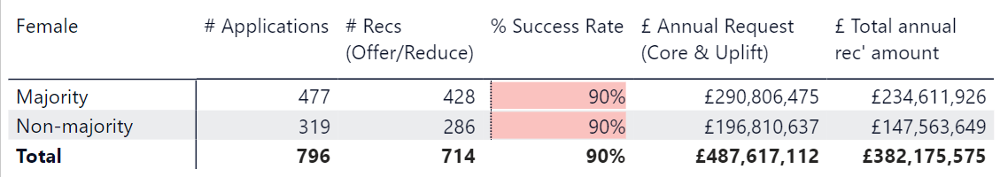 Female # Applications # Recs % Success Rate £ Annual Request £ Total annual
(Offer/Reduce) (Core & Uplift) rec' amount
Majority 477 428 90% £290,806,475 £234,611,926
Non-majority 319 286 90% £196,810,637 £147,563,649
Total 796 714 90% £487,617,112 £382,175,575